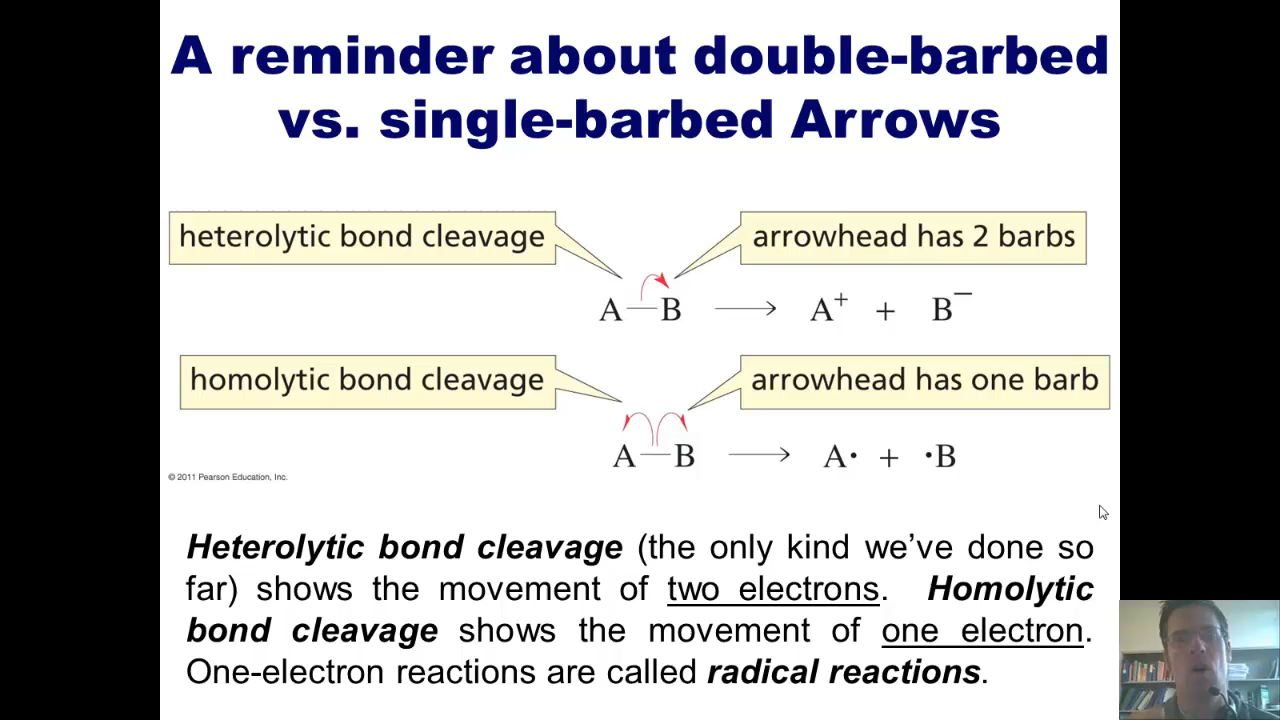 A reminder about double-barbed
vs. single-barbed Arrows
heterolytic bond cleavage
arrowhead has 2 barbs
A—B ⟶ A⁺ + B⁻
homolytic bond cleavage
arrowhead has one barb
A—B ⟶ A· + ·B
© 2011 Pearson Education, Inc.
Heterolytic bond cleavage (the only kind we’ve done so
far) shows the movement of two electrons. Homolytic
bond cleavage shows the movement of one electron.
One-electron reactions are called radical reactions.